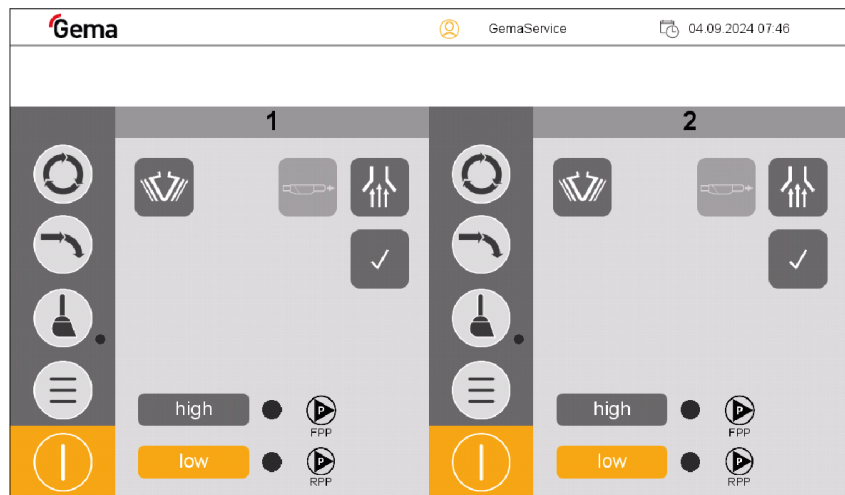 Gema GemaService 04.09.2024 07:46
1 2
high P high P
FPP FPP
low P low P
RPP RPP